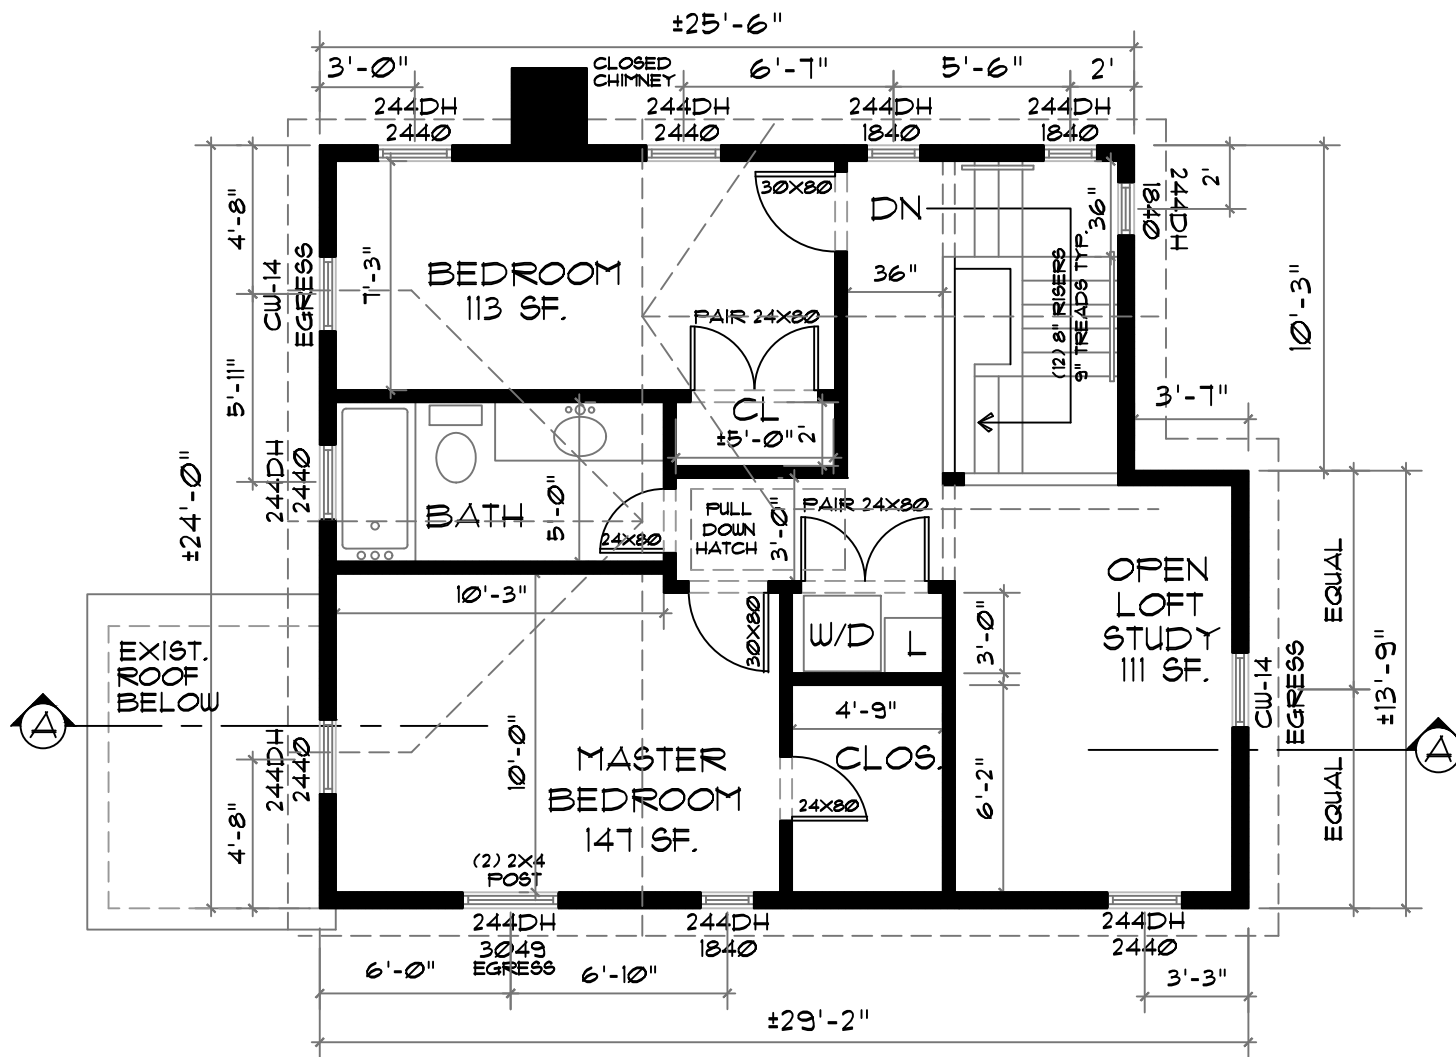 ±25'-6"
3'-0"
CLOSED
CHIMNEY
6'-7"
5'-6"
2'
244DH
2440
244DH
2440
244DH
1840
244DH
1840
244DH
1840
2'
4'-8"
7'-3"
BEDROOM
113 SF.
30X80
DN
36"
36"
(12) 8" RISERS
9" TREADS TYP.
10'-3"
CW-14
EGRESS
PAIR 24X80
5'-11"
CL
±5'-0"
2'
3'-7"
±24'-0"
244DH
2440
BATH
5'-0"
24X80
PULL
DOWN
HATCH
3'-0"
PAIR 24X80
OPEN
LOFT
STUDY
111 SF.
EQUAL
10'-3"
30X80
W/D
L
3'-0"
EXIST.
ROOF
BELOW
CW-14
EGRESS
±13'-9"
A
4'-9"
CLOS.
A
244DH
2440
10'-0"
MASTER
BEDROOM
147 SF.
24X80
6'-2"
EQUAL
4'-8"
(2) 2X4
POST
244DH
3049
EGRESS
244DH
1840
244DH
2440
6'-0"
6'-10"
3'-3"
±29'-2"